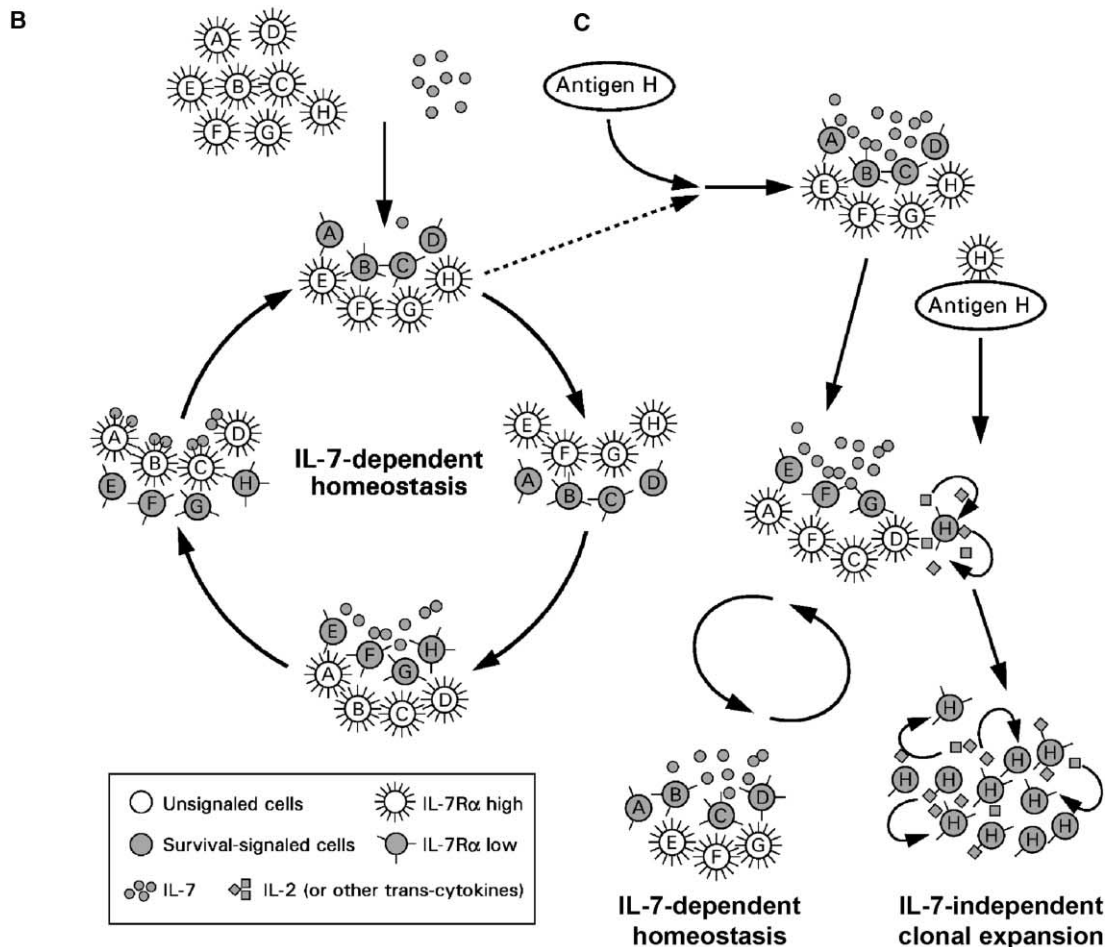 B
C
A
D
E
B
C
H
F
G
Antigen H
A
D
B
C
E
H
F
G
A
D
B
C
E
H
F
G
H
Antigen H
E
H
F
G
A
D
B
C
A
D
B
C
E
H
F
G
IL-7-dependent
homeostasis
E
F
G
A
D
H
F
C
E
H
F
G
A
D
B
C
H
H
H
H
H
H
H
H
H
H
H
H
A
B
D
C
E
G
F
Unsignaled cells
IL-7Rα high
Survival-signaled cells
IL-7Rα low
IL-7
IL-2 (or other trans-cytokines)
IL-7-dependent
homeostasis
IL-7-independent
clonal expansion